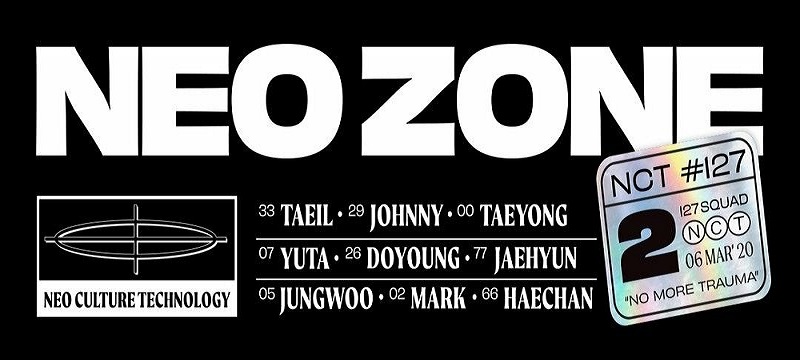 NEO ZONE
NCT #127
127 SQUAD
2
NCT
06 MAR' 20
"NO MORE TRAUMA"
33 TAEIL · 29 JOHNNY · 00 TAEYONG
07 YUTA · 26 DOYOUNG · 77 JAEHYUN
05 JUNGWOO · 02 MARK · 66 HAECHAN
NEO CULTURE TECHNOLOGY